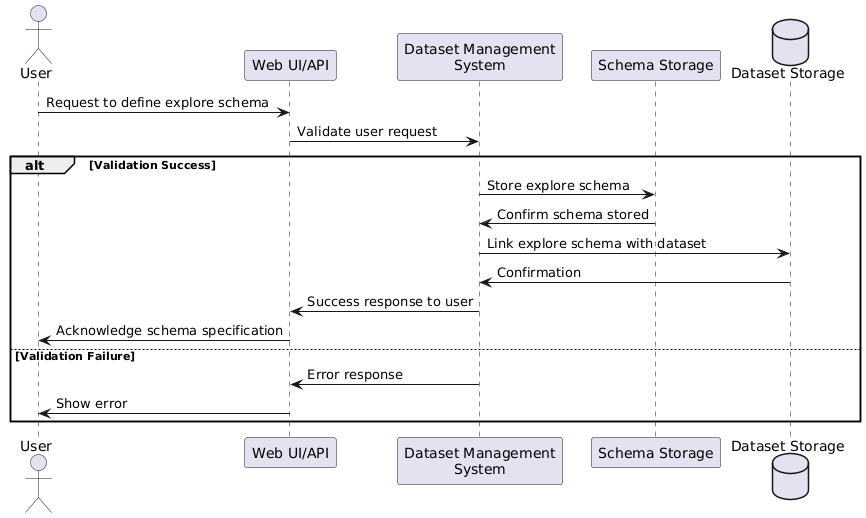 User
Web UI/API
Dataset Management
System
Schema Storage
Dataset Storage
Request to define explore schema
Validate user request
alt
[Validation Success]
Store explore schema
Confirm schema stored
Link explore schema with dataset
Confirmation
Success response to user
Acknowledge schema specification
[Validation Failure]
Error response
Show error
User
Web UI/API
Dataset Management
System
Schema Storage
Dataset Storage